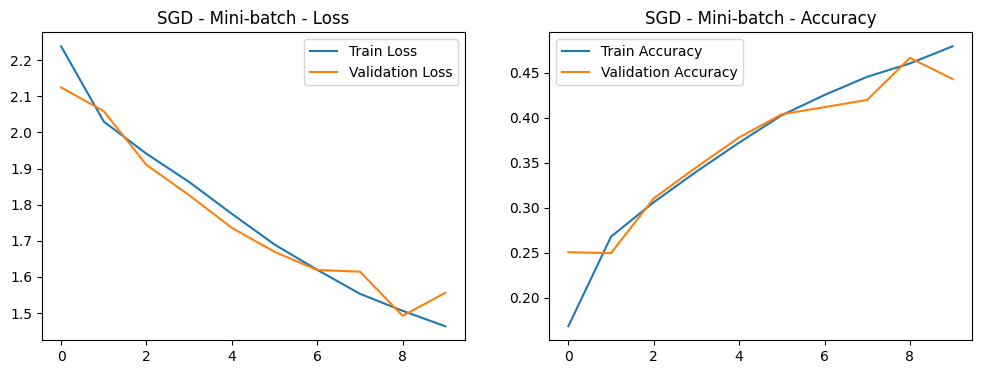 SGD - Mini-batch - Loss
Train Loss
Validation Loss
2.2
2.1
2.0
1.9
1.8
1.7
1.6
1.5
0 2 4 6 8
SGD - Mini-batch - Accuracy
Train Accuracy
Validation Accuracy
0.45
0.40
0.35
0.30
0.25
0.20
0 2 4 6 8